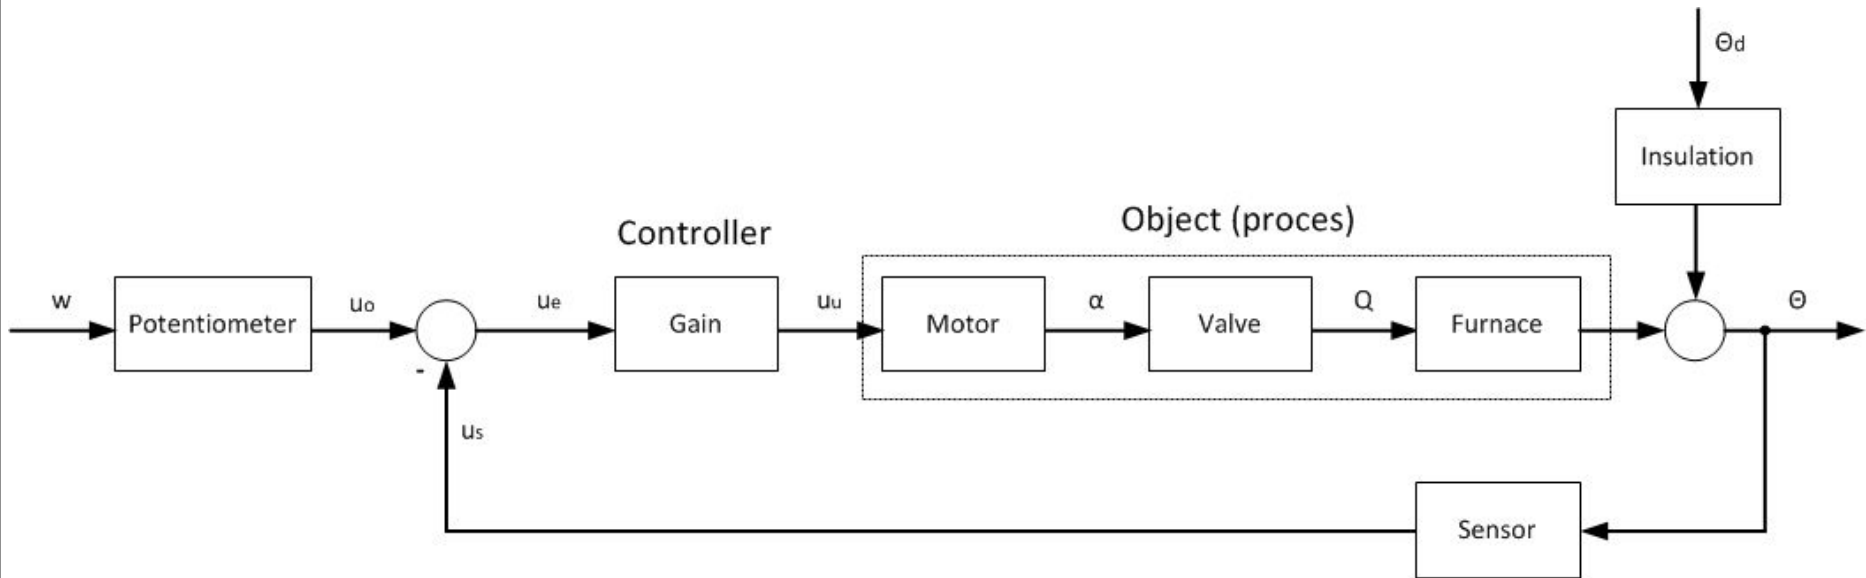 Θd
Insulation
Object (proces)
Controller
w
Potentiometer
uo
ue
Gain
uu
Motor
α
Valve
Q
Furnace
Θ
-
us
Sensor